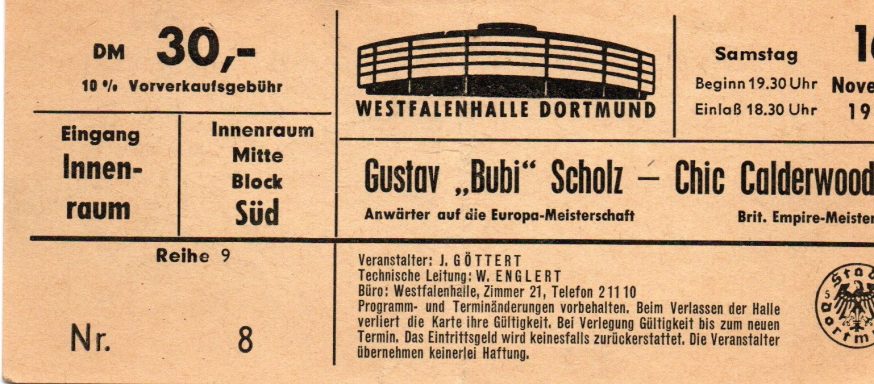 DM 30,-
10 % Vorverkaufsgebühr
WESTFALENHALLE DORTMUND
Samstag
Beginn 19.30 Uhr
Einlaß 18.30 Uhr
Eingang
Innen-
raum
Innenraum
Mitte
Block
Süd
Gustav „Bubi“ Scholz – Chic Calderwood
Anwärter auf die Europa-Meisterschaft
Brit. Empire-Meister
Reihe 9
Nr. 8
Veranstalter: J. GÖTTERT
Technische Leitung: W. ENGLERT
Büro: Westfalenhalle, Zimmer 21, Telefon 2 11 10
Programm- und Terminänderungen vorbehalten. Beim Verlassen der Halle
verliert die Karte ihre Gültigkeit. Bei Verlegung Gültigkeit bis zum neuen
Termin. Das Eintrittsgeld wird keinesfalls zurückerstattet. Die Veranstalter
übernehmen keinerlei Haftung.